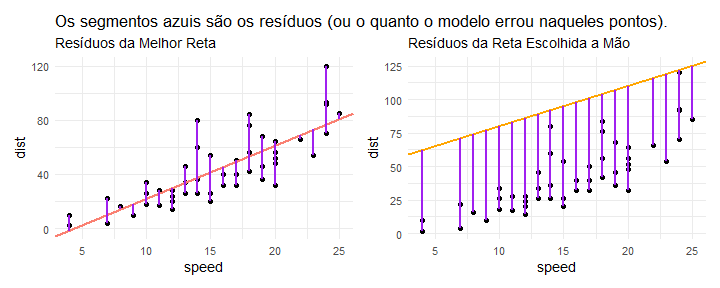 Os segmentos azuis são os resíduos (ou o quanto o modelo errou naqueles pontos).
Resíduos da Melhor Reta
120
80
40
0
dist
5 10 15 20 25
speed
Resíduos da Reta Escolhida a Mão
125
100
75
50
25
0
dist
5 10 15 20 25
speed